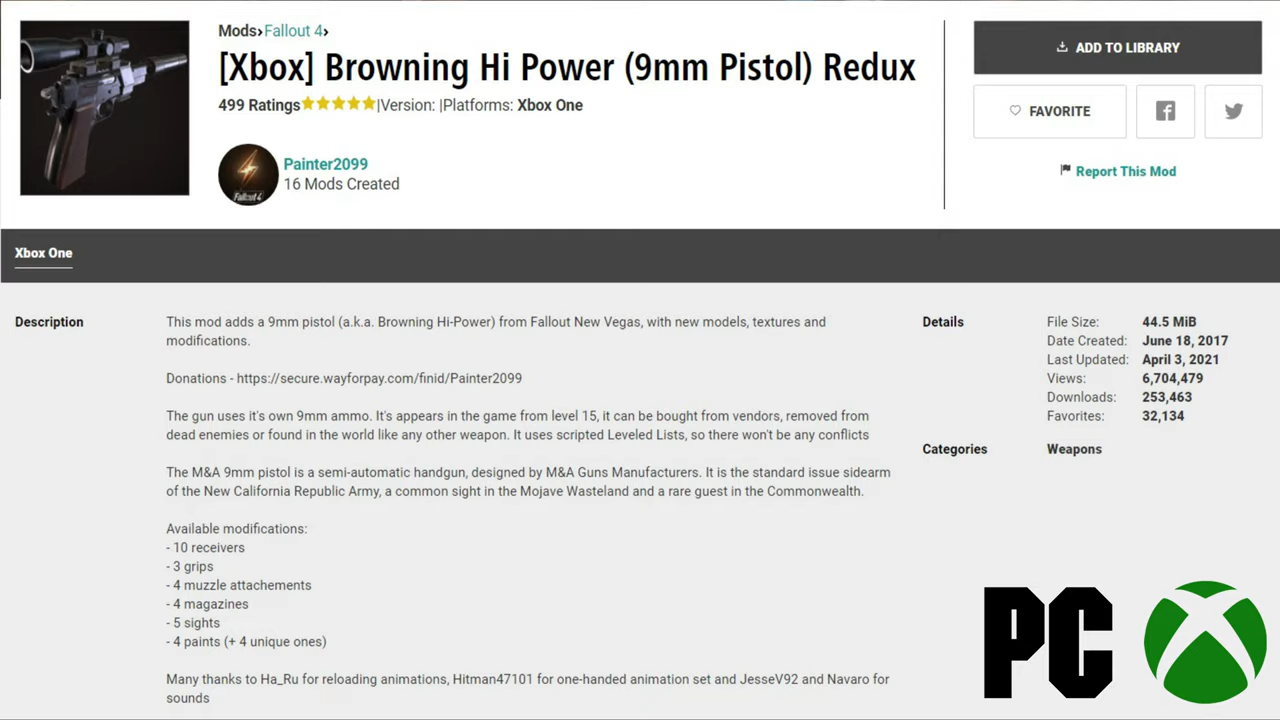 Mods›Fallout 4›
[Xbox] Browning Hi Power (9mm Pistol) Redux
499 Ratings★★★★★|Version: |Platforms: Xbox One
Painter2099
16 Mods Created
Fallout 4
ADD TO LIBRARY
FAVORITE
Report This Mod
Xbox One
Description
This mod adds a 9mm pistol (a.k.a. Browning Hi-Power) from Fallout New Vegas, with new models, textures and
modifications.
Donations - https://secure.wayforpay.com/finid/Painter2099
The gun uses it's own 9mm ammo. It's appears in the game from level 15, it can be bought from vendors, removed from
dead enemies or found in the world like any other weapon. It uses scripted Leveled Lists, so there won't be any conflicts
The M&A 9mm pistol is a semi-automatic handgun, designed by M&A Guns Manufacturers. It is the standard issue sidearm
of the New California Republic Army, a common sight in the Mojave Wasteland and a rare guest in the Commonwealth.
Available modifications:
- 10 receivers
- 3 grips
- 4 muzzle attachements
- 4 magazines
- 5 sights
- 4 paints (+ 4 unique ones)
Many thanks to Ha_Ru for reloading animations, Hitman47101 for one-handed animation set and JesseV92 and Navaro for
sounds
Details
File Size: 44.5 MiB
Date Created: June 18, 2017
Last Updated: April 3, 2021
Views: 6,704,479
Downloads: 253,463
Favorites: 32,134
Categories
Weapons
PC